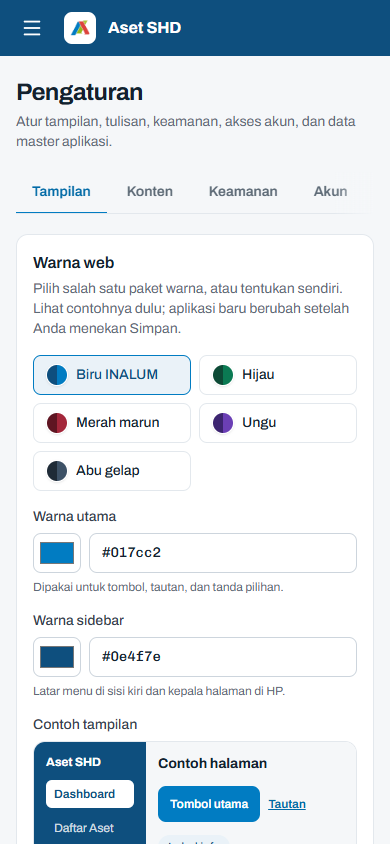 Aset SHD
Pengaturan
Atur tampilan, tulisan, keamanan, akses akun, dan data
master aplikasi.
Tampilan
Konten
Keamanan
Akun
Warna web
Pilih salah satu paket warna, atau tentukan sendiri.
Lihat contohnya dulu; aplikasi baru berubah setelah
Anda menekan Simpan.
Biru INALUM
Hijau
Merah marun
Ungu
Abu gelap
Warna utama
#017cc2
Dipakai untuk tombol, tautan, dan tanda pilihan.
Warna sidebar
#0e4f7e
Latar menu di sisi kiri dan kepala halaman di HP.
Contoh tampilan
Aset SHD
Contoh halaman
Dashboard
Tombol utama
Tautan
Daftar Aset